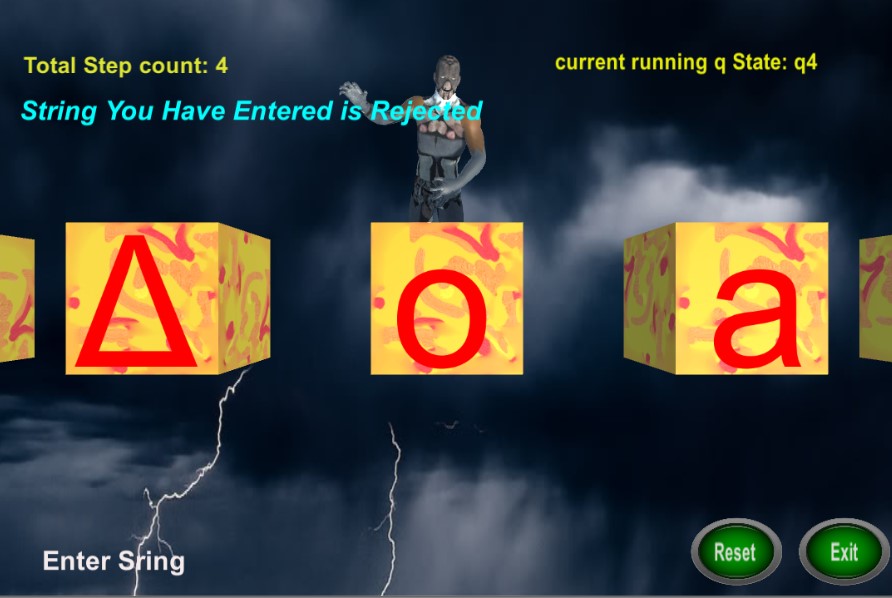 Total Step count: 4
current running q State: q4
String You Have Entered is Rejected
Δ o a
Enter Sring
Reset Exit